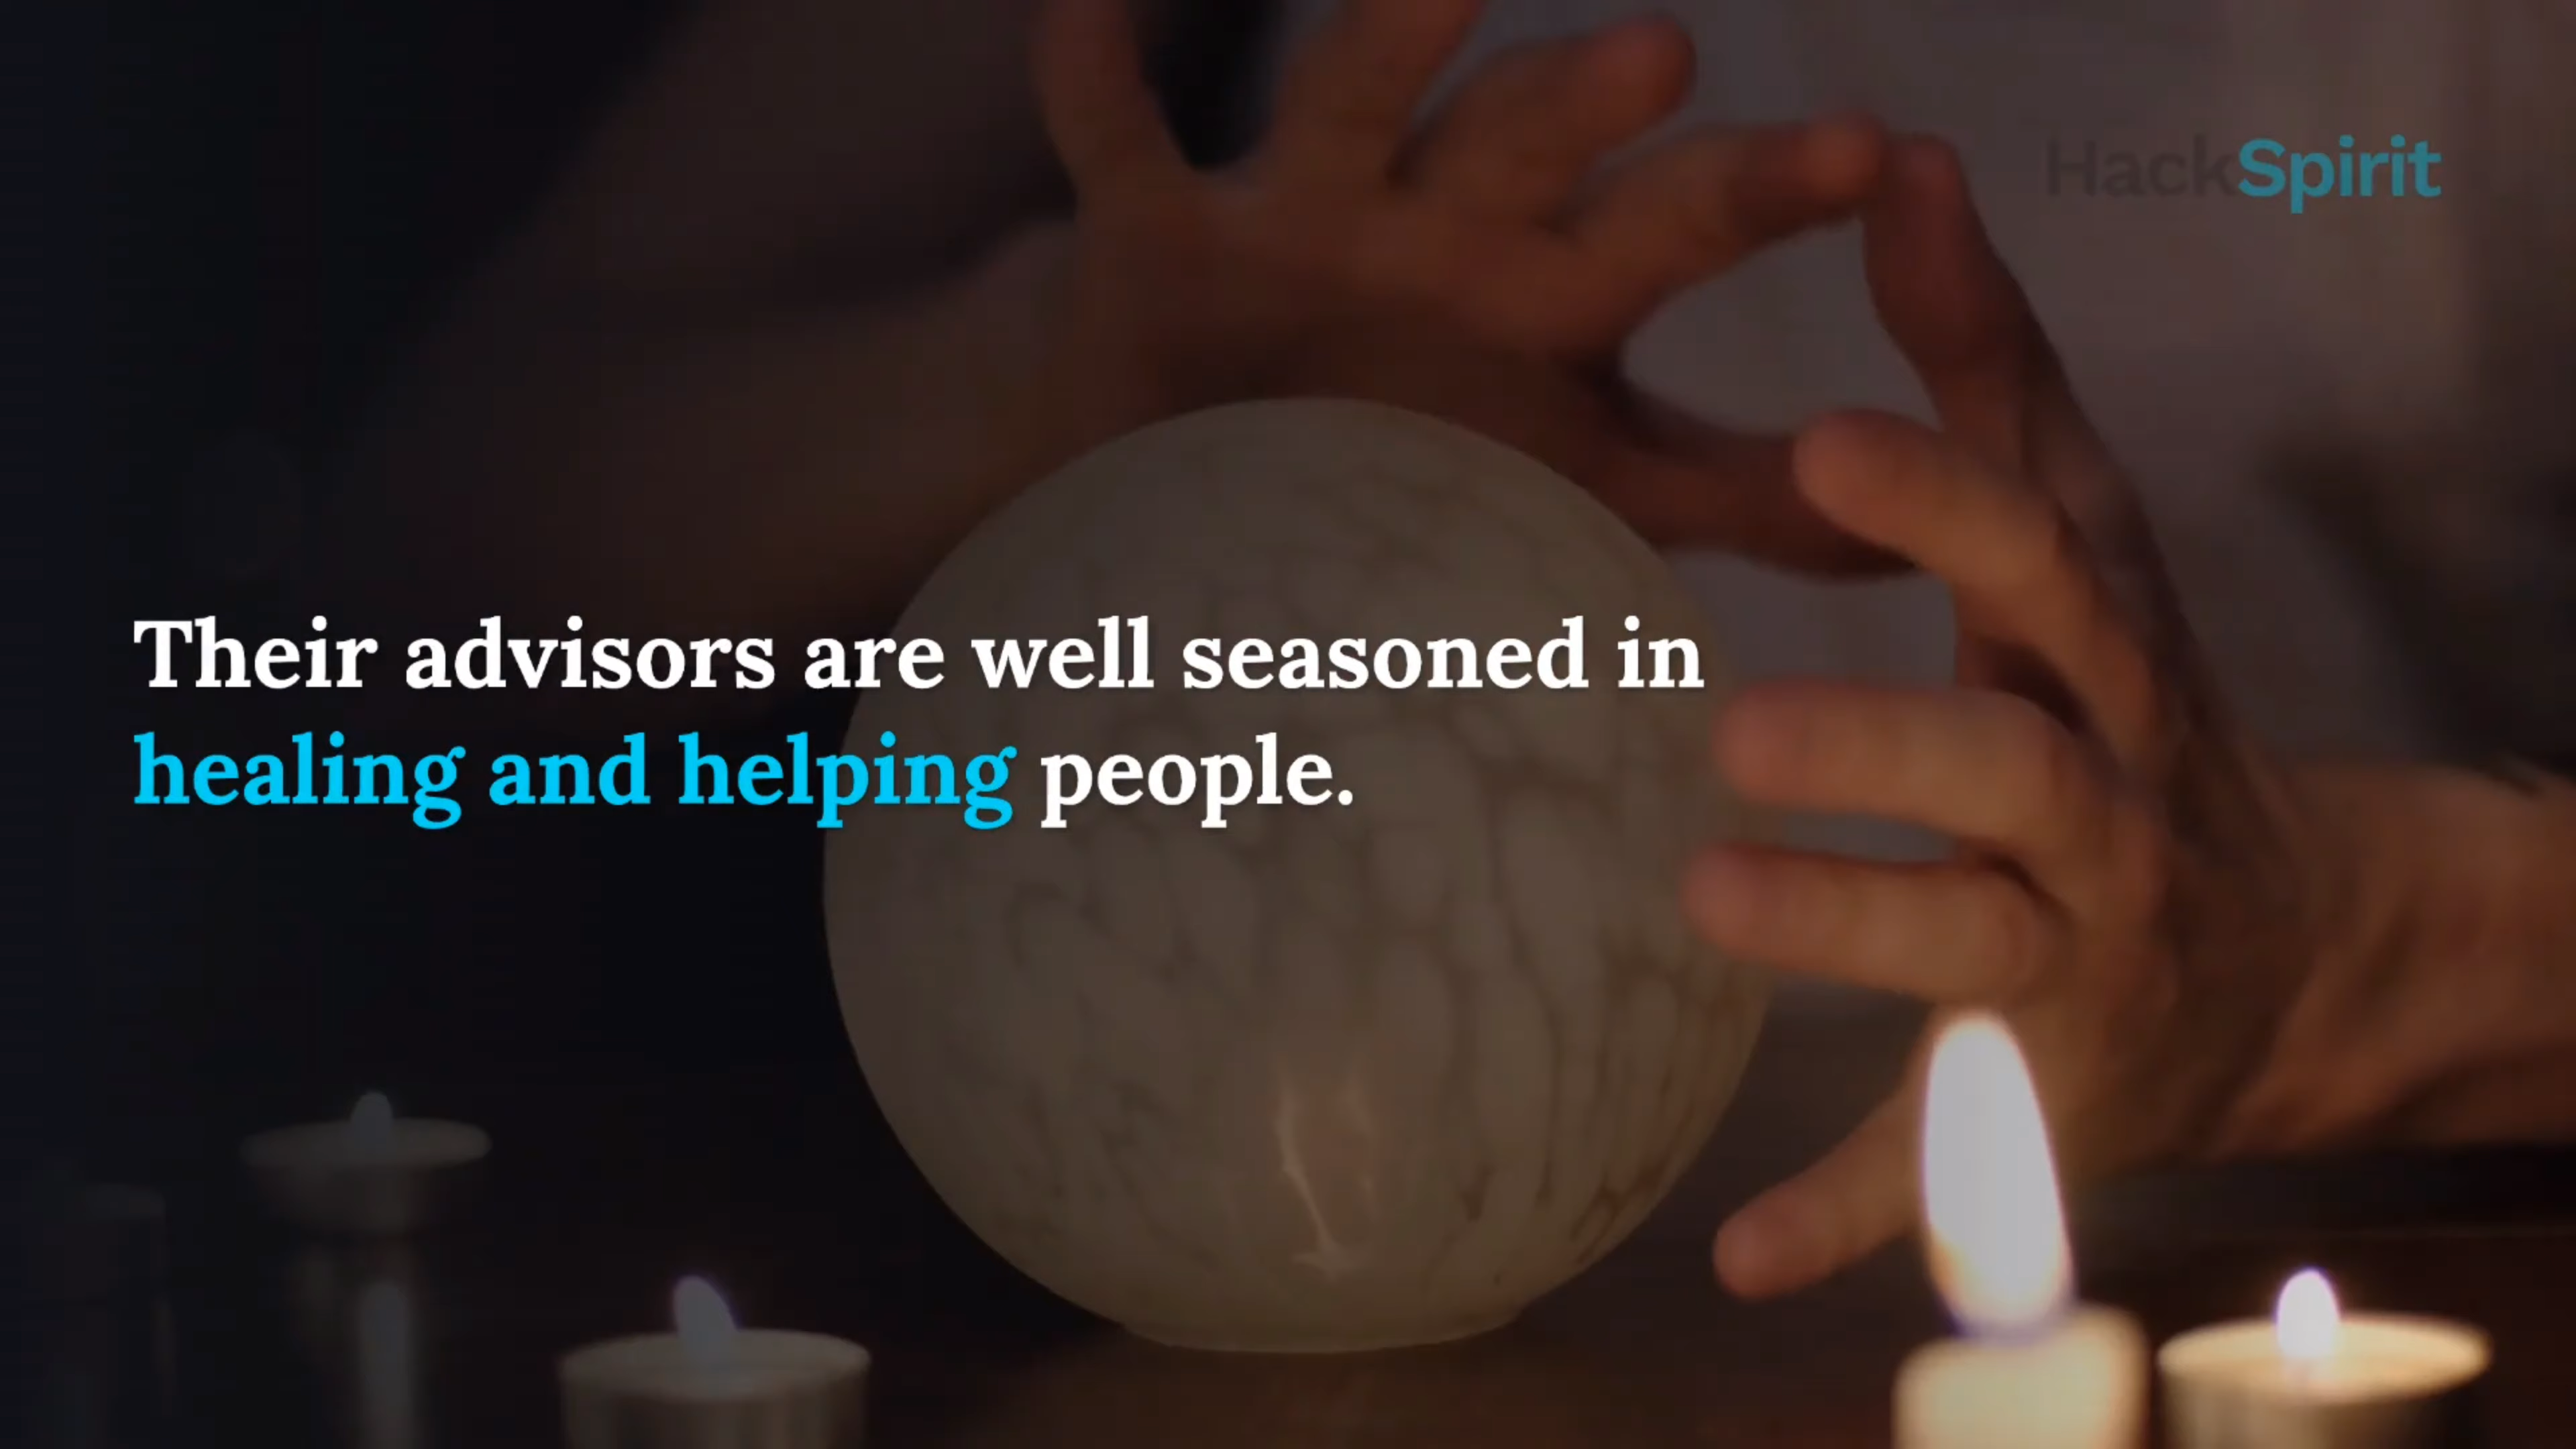 HackSpirit
Their advisors are well seasoned in
healing and helping people.